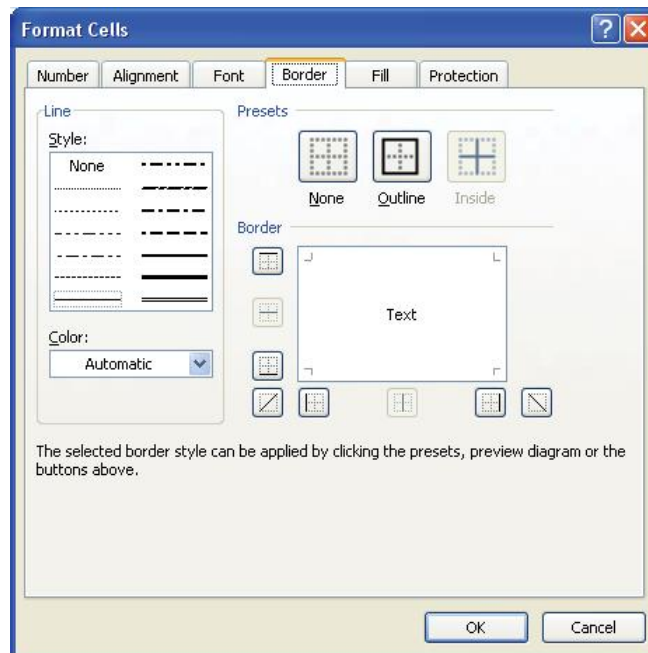 Format Cells
Number Alignment Font Border Fill Protection
Line
Style:
None
Color:
Automatic
Presets
None Outline Inside
Border
Text
The selected border style can be applied by clicking the presets, preview diagram or the
buttons above.
OK Cancel